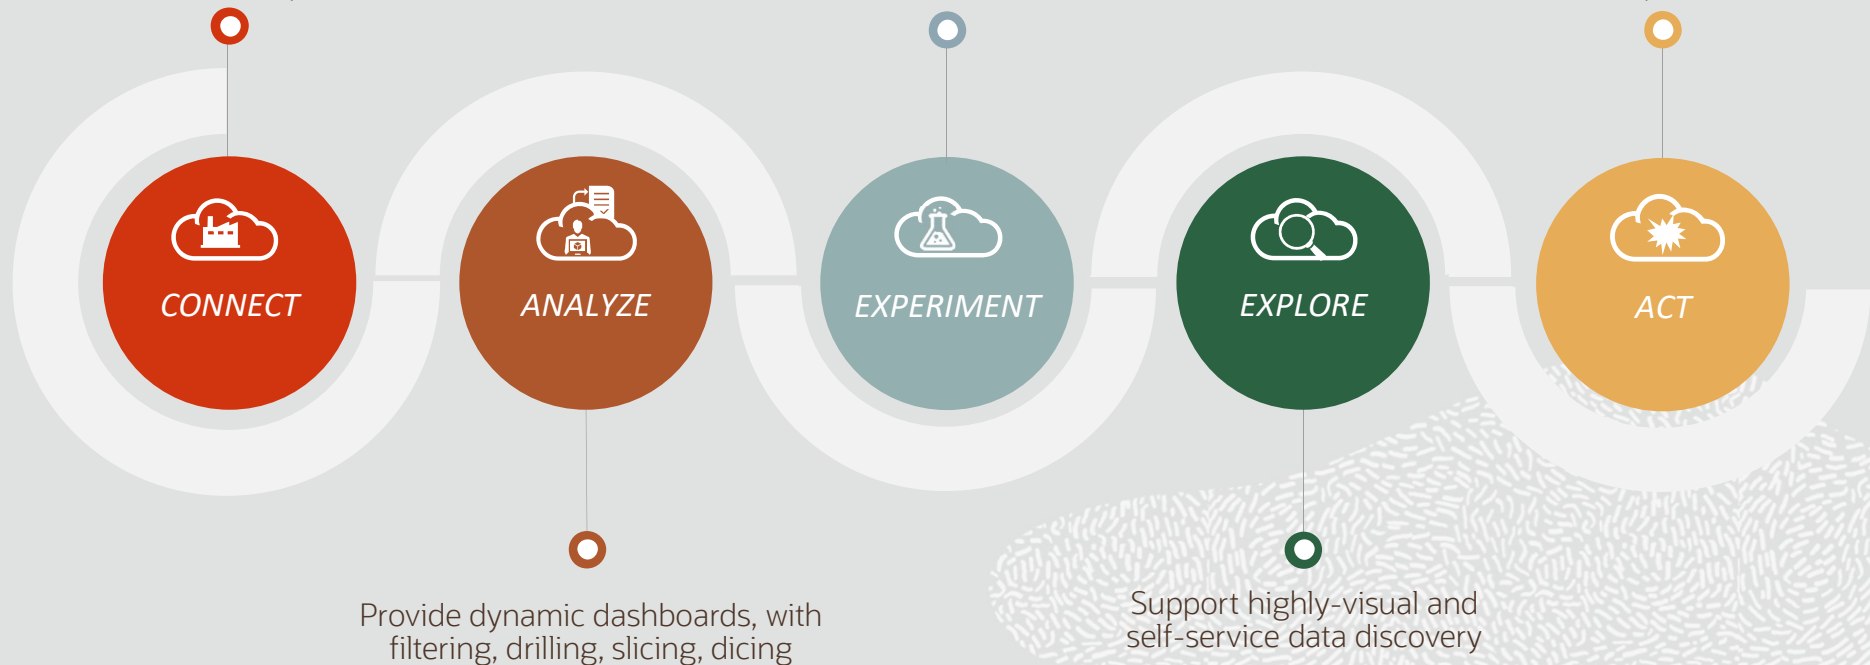 CONNECT
ANALYZE
EXPERIMENT
EXPLORE
ACT
Provide dynamic dashboards, with
filtering, drilling, slicing, dicing
Support highly-visual and
self-service data discovery